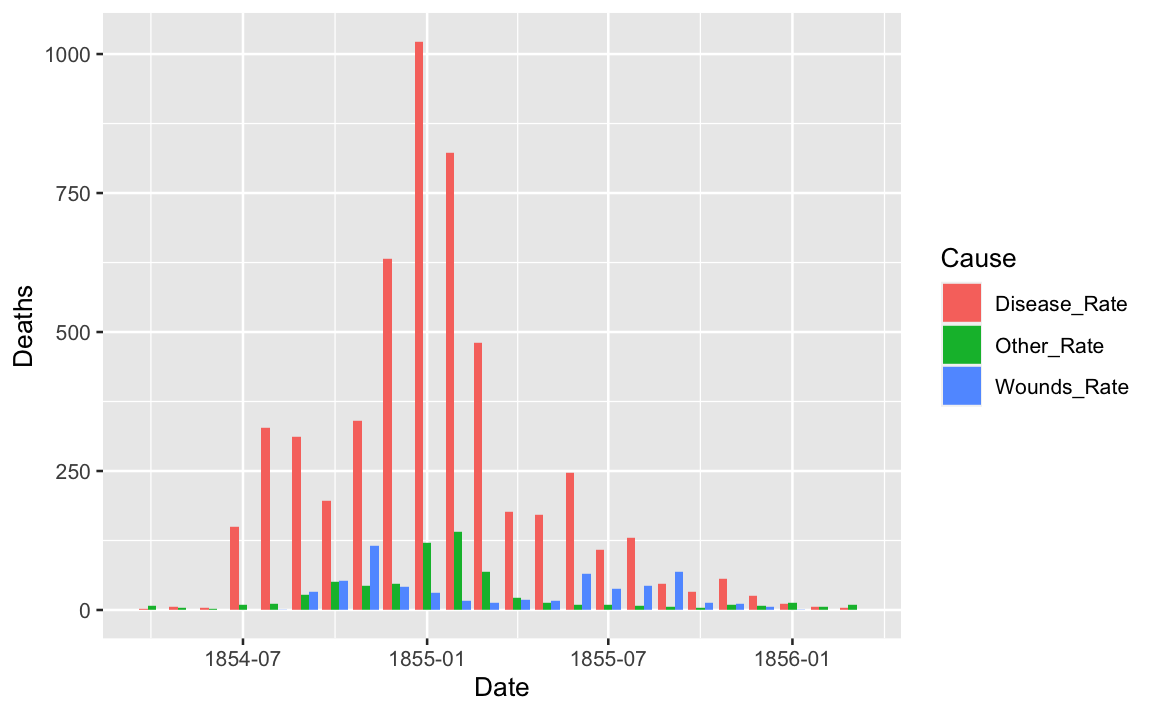 1000
750
500
250
0
Deaths
1854-07
1855-01
1855-07
1856-01
Date
Cause
Disease_Rate
Other_Rate
Wounds_Rate